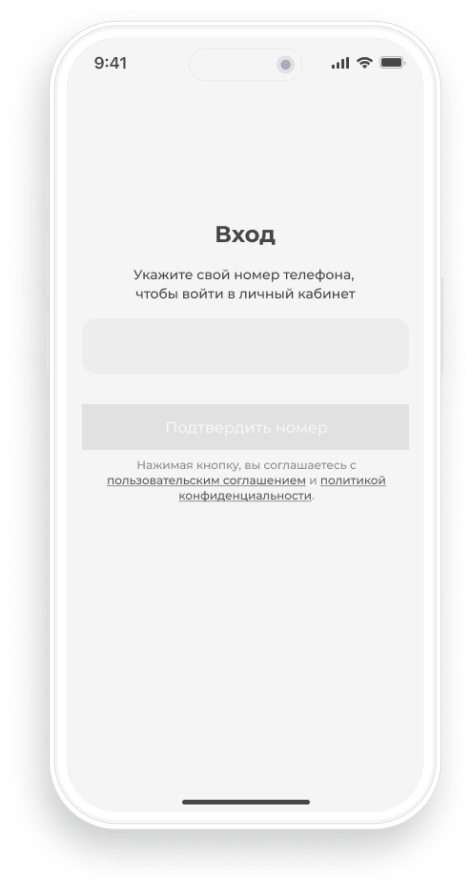 9:41
Вход
Укажите свой номер телефона,
чтобы войти в личный кабинет
Подтвердить номер
Нажимая кнопку, вы соглашаетесь с
пользовательским соглашением и политикой
конфиденциальности.